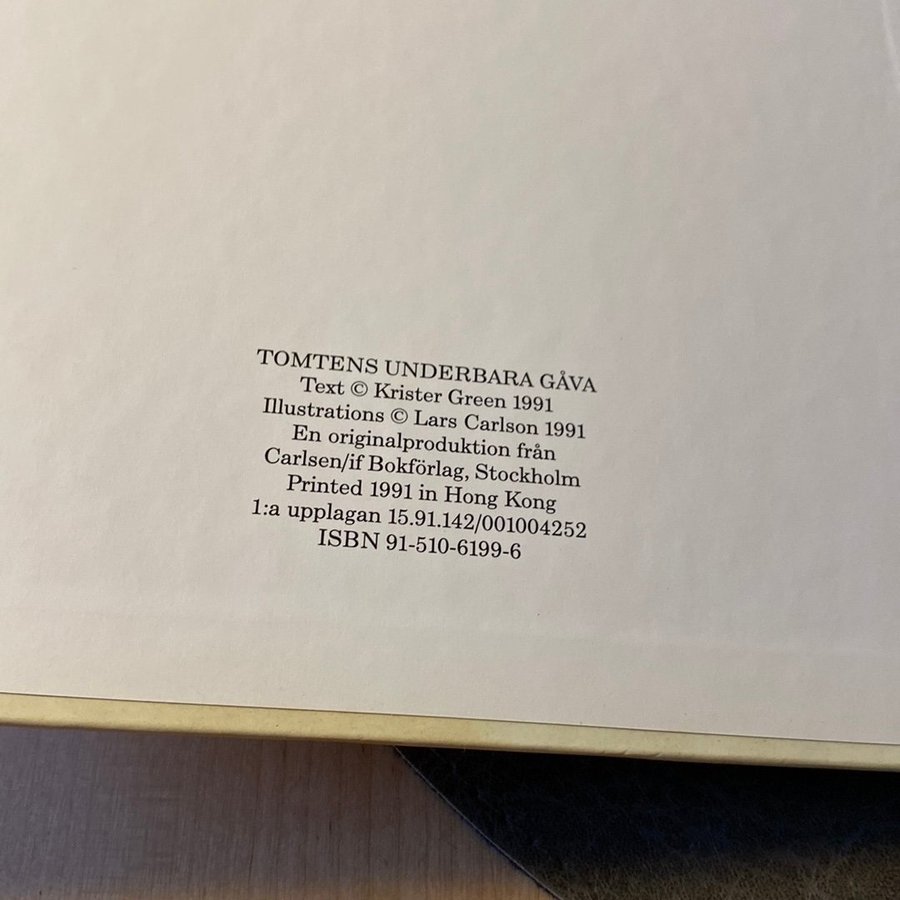 TOMTENS UNDERBARA GÅVA
Text © Krister Green 1991
Illustrations © Lars Carlson 1991
En originalproduktion från
Carlsen/if Bokförlag, Stockholm
Printed 1991 in Hong Kong
1:a upplagan 15.91.142/001004252
ISBN 91-510-6199-6